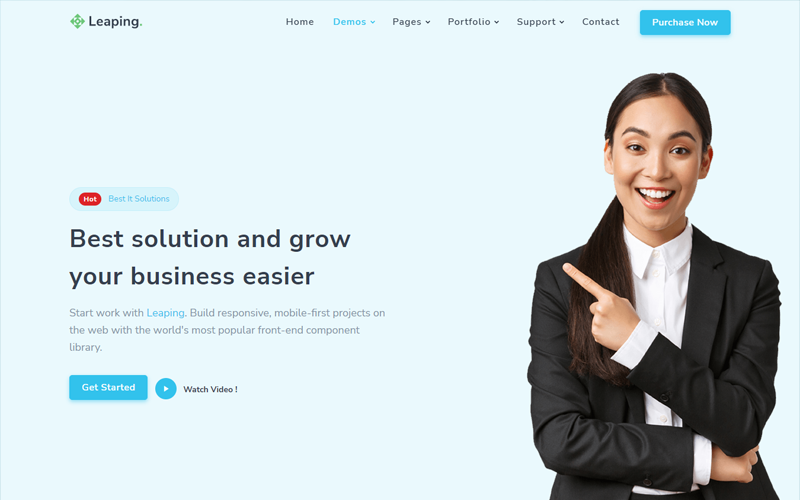 Leaping.
Home Demos Pages Portfolio Support Contact Purchase Now
Hot Best It Solutions
Best solution and grow
your business easier
Start work with Leaping. Build responsive, mobile-first projects on
the web with the world's most popular front-end component
library.
Get Started Watch Video !